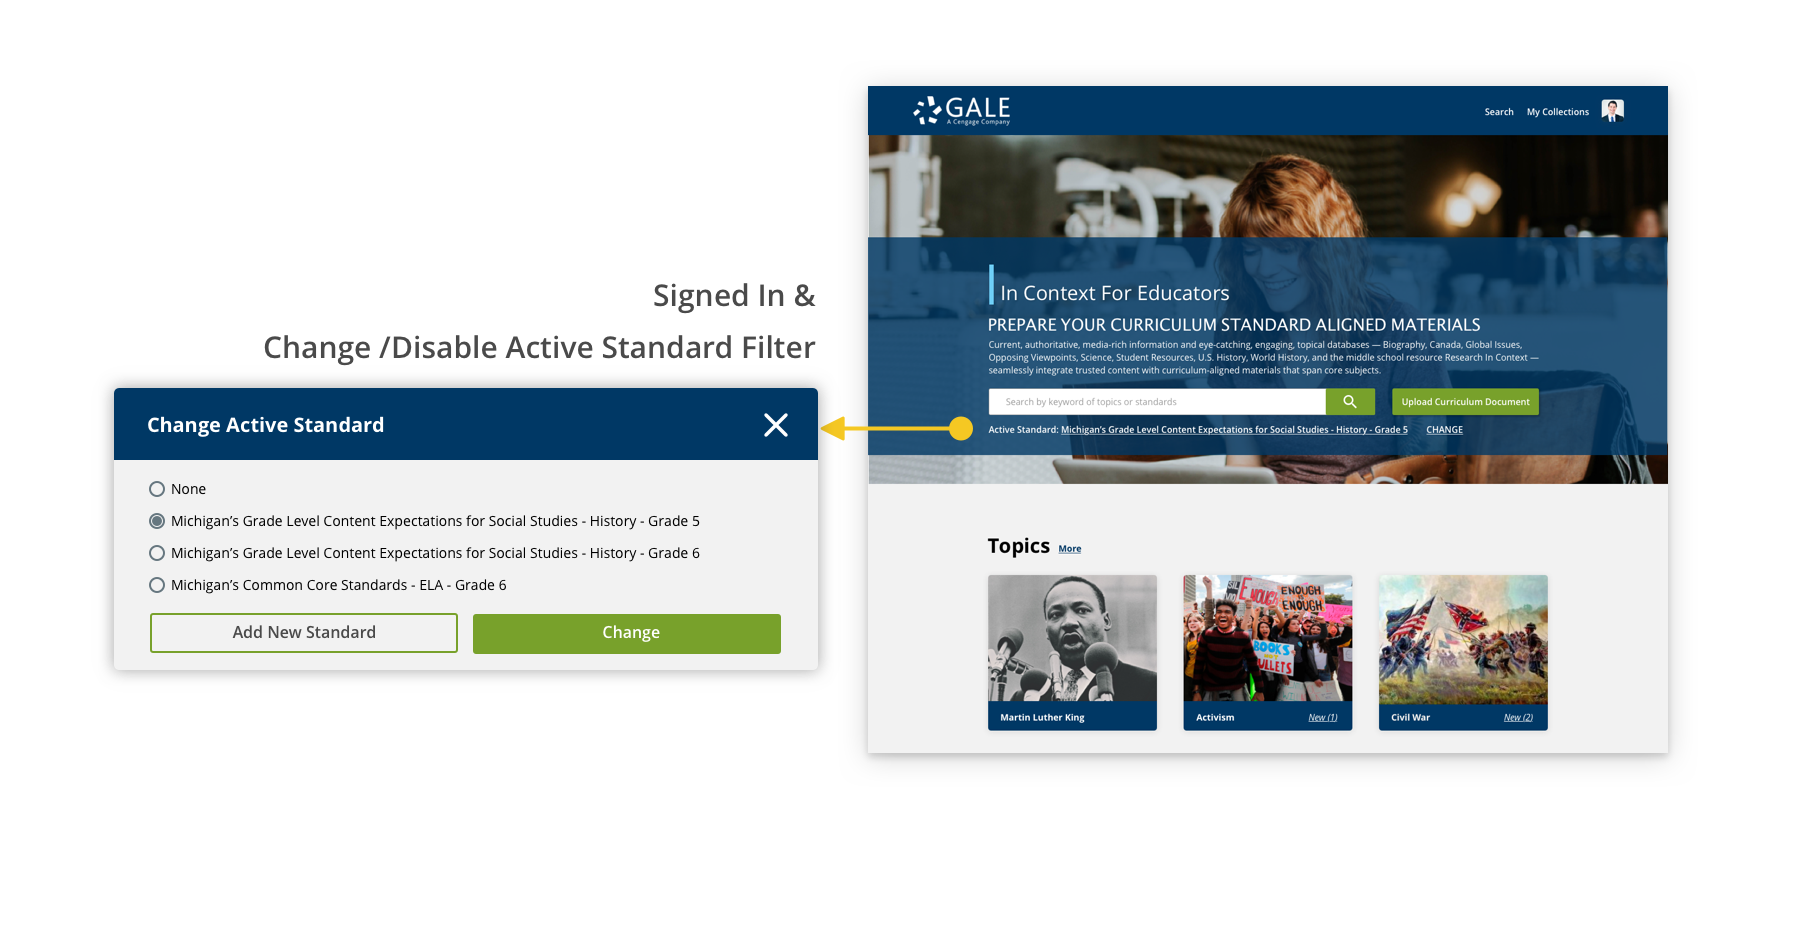 Signed In &
Change /Disable Active Standard Filter
Change Active Standard
None
Michigan’s Grade Level Content Expectations for Social Studies - History - Grade 5
Michigan’s Grade Level Content Expectations for Social Studies - History - Grade 6
Michigan’s Common Core Standards - ELA - Grade 6
Add New Standard
Change
GALE
A Cengage Company
Search
My Collections
In Context For Educators
PREPARE YOUR CURRICULUM STANDARD ALIGNED MATERIALS
Current, authoritative, media-rich information and eye-catching, engaging, topical databases — Biography, Canada, Global Issues,
Opposing Viewpoints, Science, Student Resources, U.S. History, World History, and the middle school resource Research In Context —
seamlessly integrate trusted content with curriculum-aligned materials that span core subjects.
Search by keyword of topics or standards
Upload Curriculum Document
Active Standard: Michigan’s Grade Level Content Expectations for Social Studies - History - Grade 5
CHANGE
Topics
More
ENOUGH
ENOUGH
IS
ENOUGH
BOOKS
Martin Luther King
Activism
New (1)
Civil War
New (2)